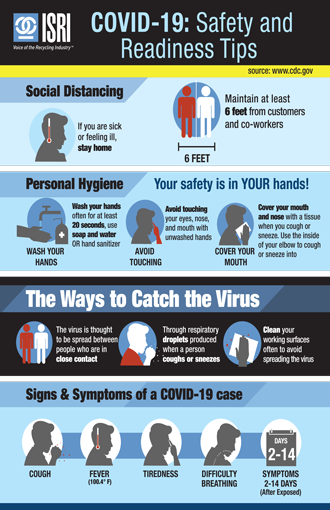 ISRI
Voice of the Recycling Industry™
COVID-19: Safety and
Readiness Tips
source: www.cdc.gov
Social Distancing
If you are sick
or feeling ill,
stay home
6 FEET
Maintain at least
6 feet from customers
and co-workers
Personal Hygiene
Your safety is in YOUR hands!
WASH YOUR
HANDS
Wash your hands
often for at least
20 seconds, use
soap and water
OR hand sanitizer
AVOID
TOUCHING
Avoid touching
your eyes, nose,
and mouth with
unwashed hands
COVER YOUR
MOUTH
Cover your mouth
and nose with a tissue
when you cough or
sneeze. Use the inside
of your elbow to cough
or sneeze into
The Ways to Catch the Virus
The virus is thought
to be spread between
people who are in
close contact
Through respiratory
droplets produced
when a person
coughs or sneezes
Clean your
working surfaces
often to avoid
spreading the virus
Signs & Symptoms of a COVID-19 case
COUGH
FEVER
(100.4° F)
TIREDNESS
DIFFICULTY
BREATHING
DAYS
2-14
SYMPTOMS
2-14 DAYS
(After Exposed)